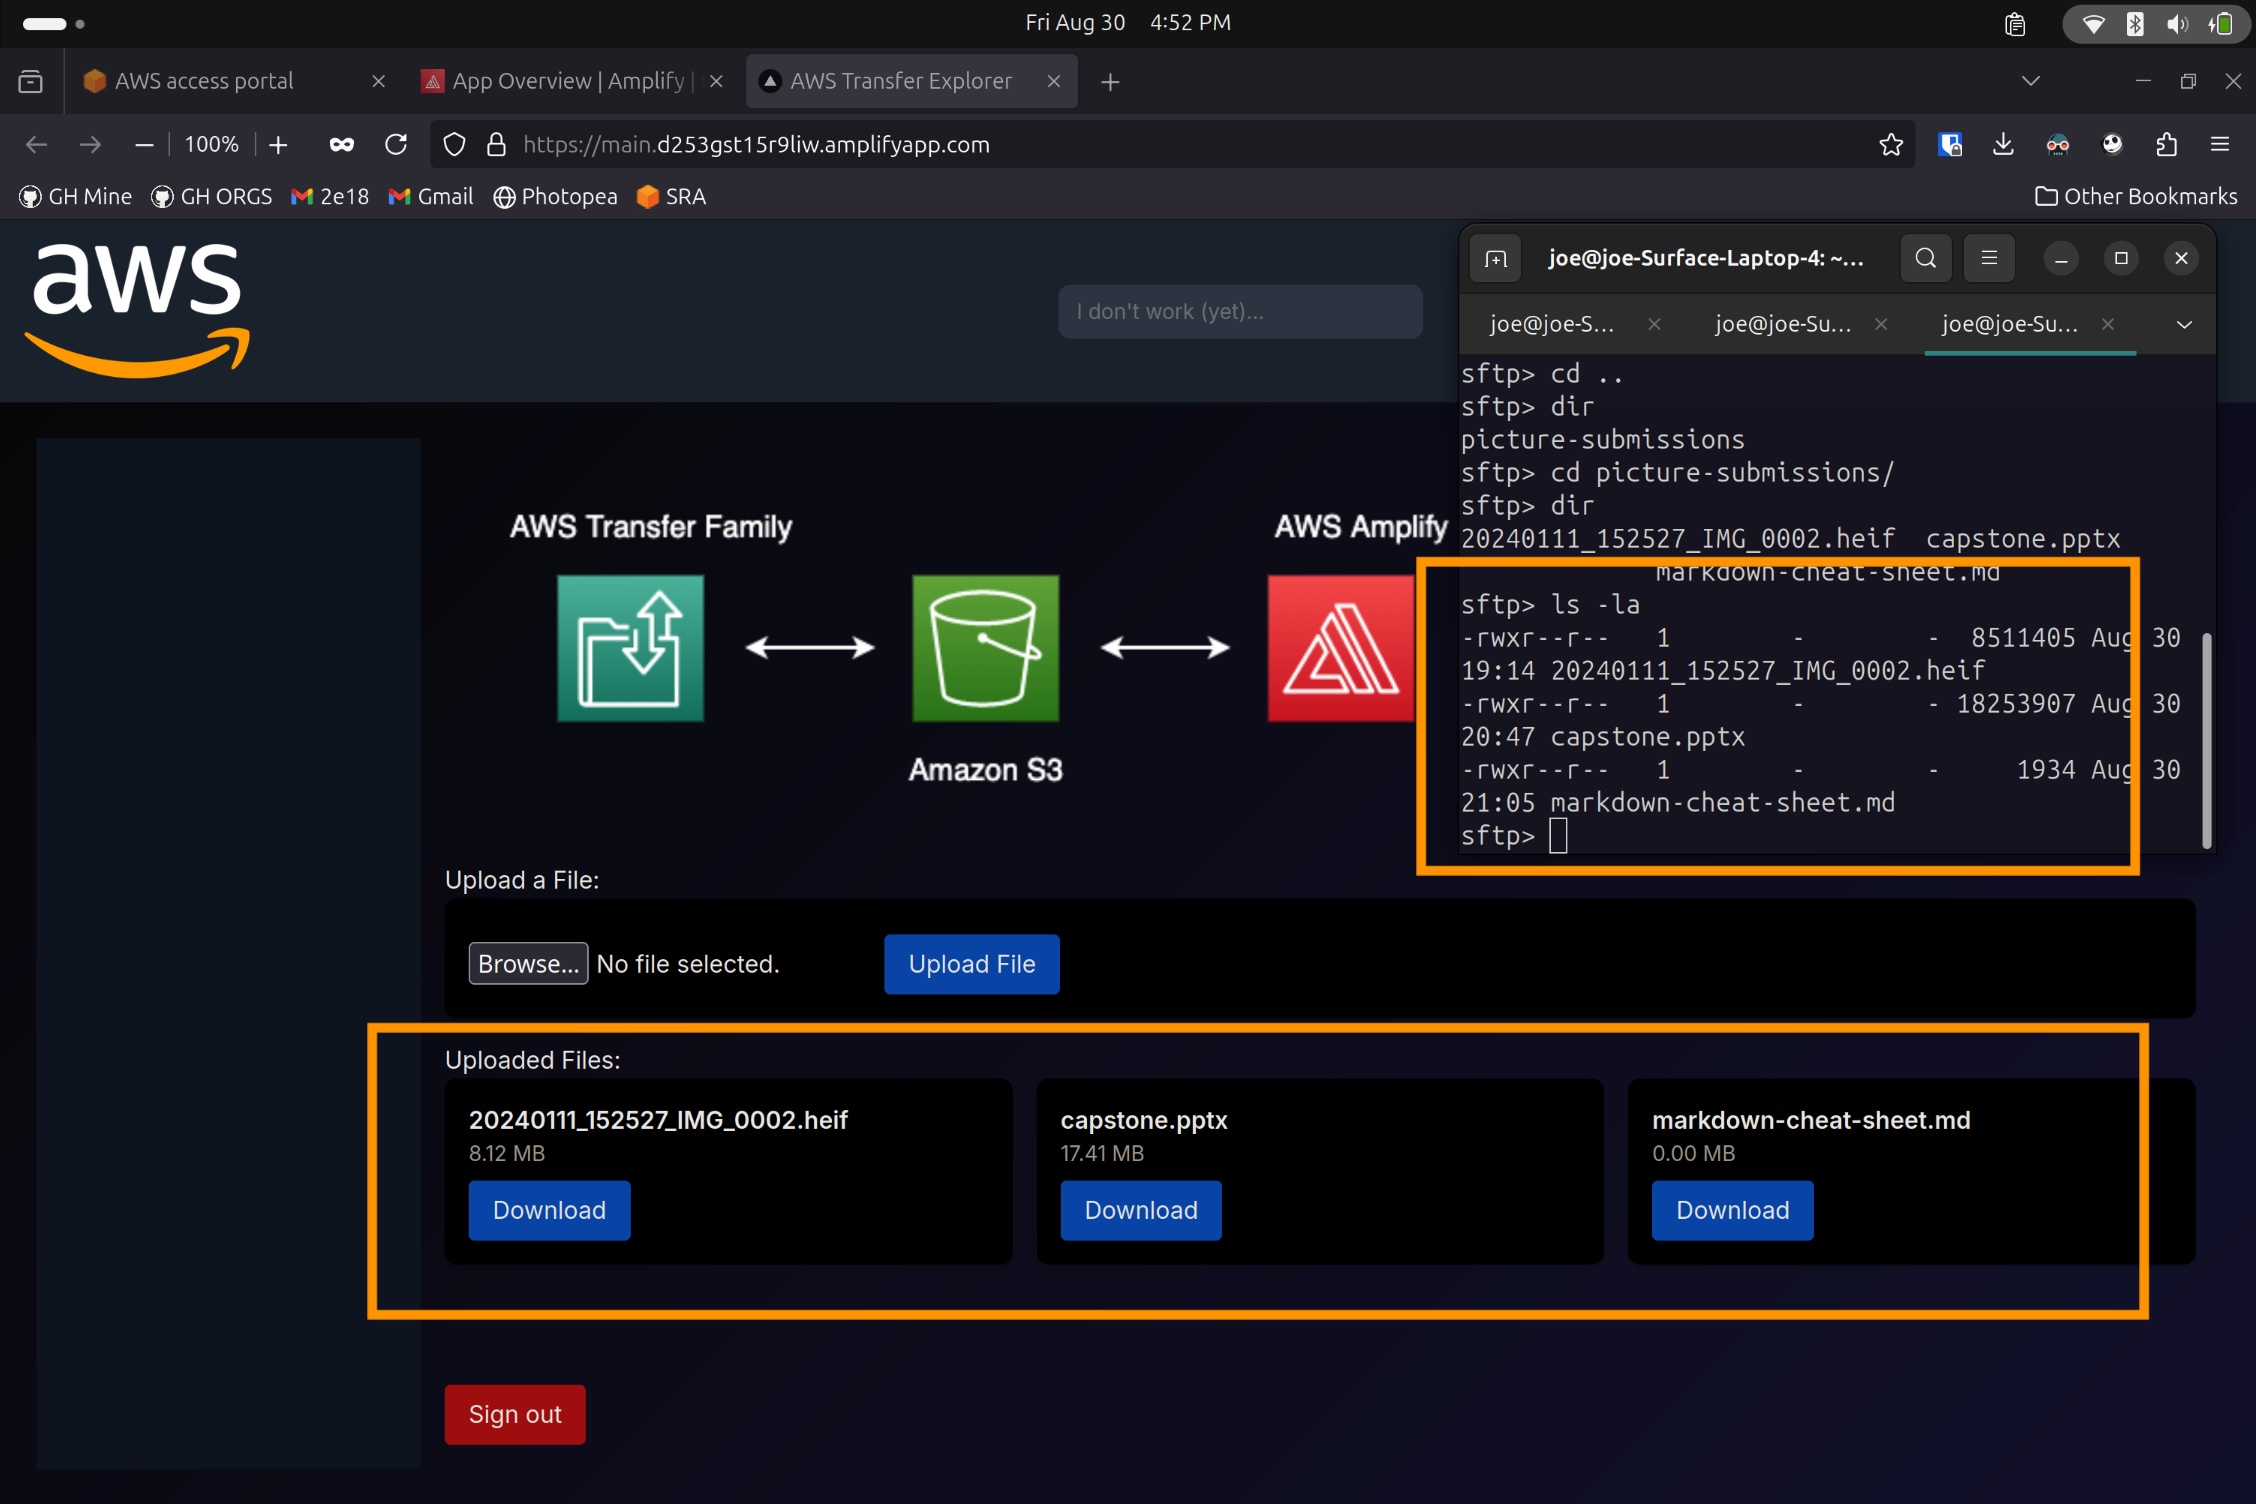 Fri Aug 30 4:52 PM
AWS access portal
App Overview | Amplify |
AWS Transfer Explorer
100%
https://main.d253gst15r9liw.amplifyapp.com
GH Mine GH ORGS 2e18 Gmail Photopea SRA Other Bookmarks
aws
I don't work (yet)...
joe@joe-Surface-Laptop-4: ~...
joe@joe-S... joe@joe-Su... joe@joe-Su...
sftp> cd ..
sftp> dir
picture-submissions
sftp> cd picture-submissions/
sftp> dir
20240111_152527_IMG_0002.heif capstone.pptx
markdown-cheat-sheet.md
sftp> ls -la
-rwxr--r-- 1 - - 8511405 Aug 30
19:14 20240111_152527_IMG_0002.heif
-rwxr--r-- 1 - - 18253907 Aug 30
20:47 capstone.pptx
-rwxr--r-- 1 - - 1934 Aug 30
21:05 markdown-cheat-sheet.md
sftp>
AWS Transfer Family
AWS Amplify
Amazon S3
Upload a File:
Browse... No file selected.
Upload File
Uploaded Files:
20240111_152527_IMG_0002.heif
8.12 MB
Download
capstone.pptx
17.41 MB
Download
markdown-cheat-sheet.md
0.00 MB
Download
Sign out